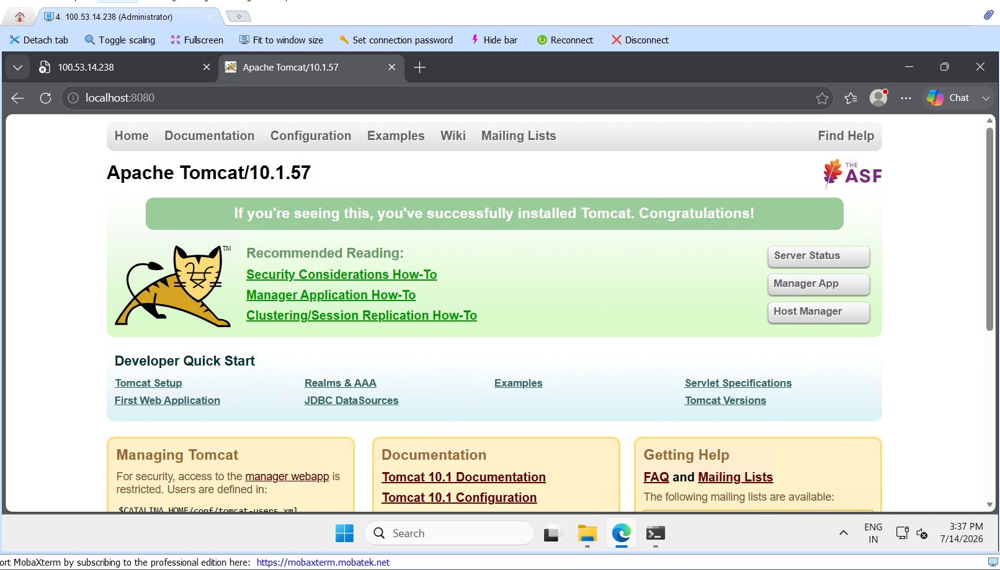 4. 100.53.14.238 (Administrator)
Detach tab Toggle scaling Fullscreen Fit to window size Set connection password Hide bar Reconnect Disconnect
100.53.14.238 Apache Tomcat/10.1.57
localhost:8080 Chat
Home Documentation Configuration Examples Wiki Mailing Lists Find Help
Apache Tomcat/10.1.57
THE
ASF
If you're seeing this, you've successfully installed Tomcat. Congratulations!
TM
Recommended Reading:
Security Considerations How-To
Manager Application How-To
Clustering/Session Replication How-To
Server Status
Manager App
Host Manager
Developer Quick Start
Tomcat Setup Realms & AAA Examples Servlet Specifications
First Web Application JDBC DataSources Tomcat Versions
Managing Tomcat
For security, access to the manager webapp is
restricted. Users are defined in:
$CATALINA_HOME/conf/tomcat-users.xml
Documentation
Tomcat 10.1 Documentation
Tomcat 10.1 Configuration
Getting Help
FAQ and Mailing Lists
The following mailing lists are available:
Search
ENG
IN
3:37 PM
7/14/2026
ort MobaXterm by subscribing to the professional edition here: https://mobaxterm.mobatek.net